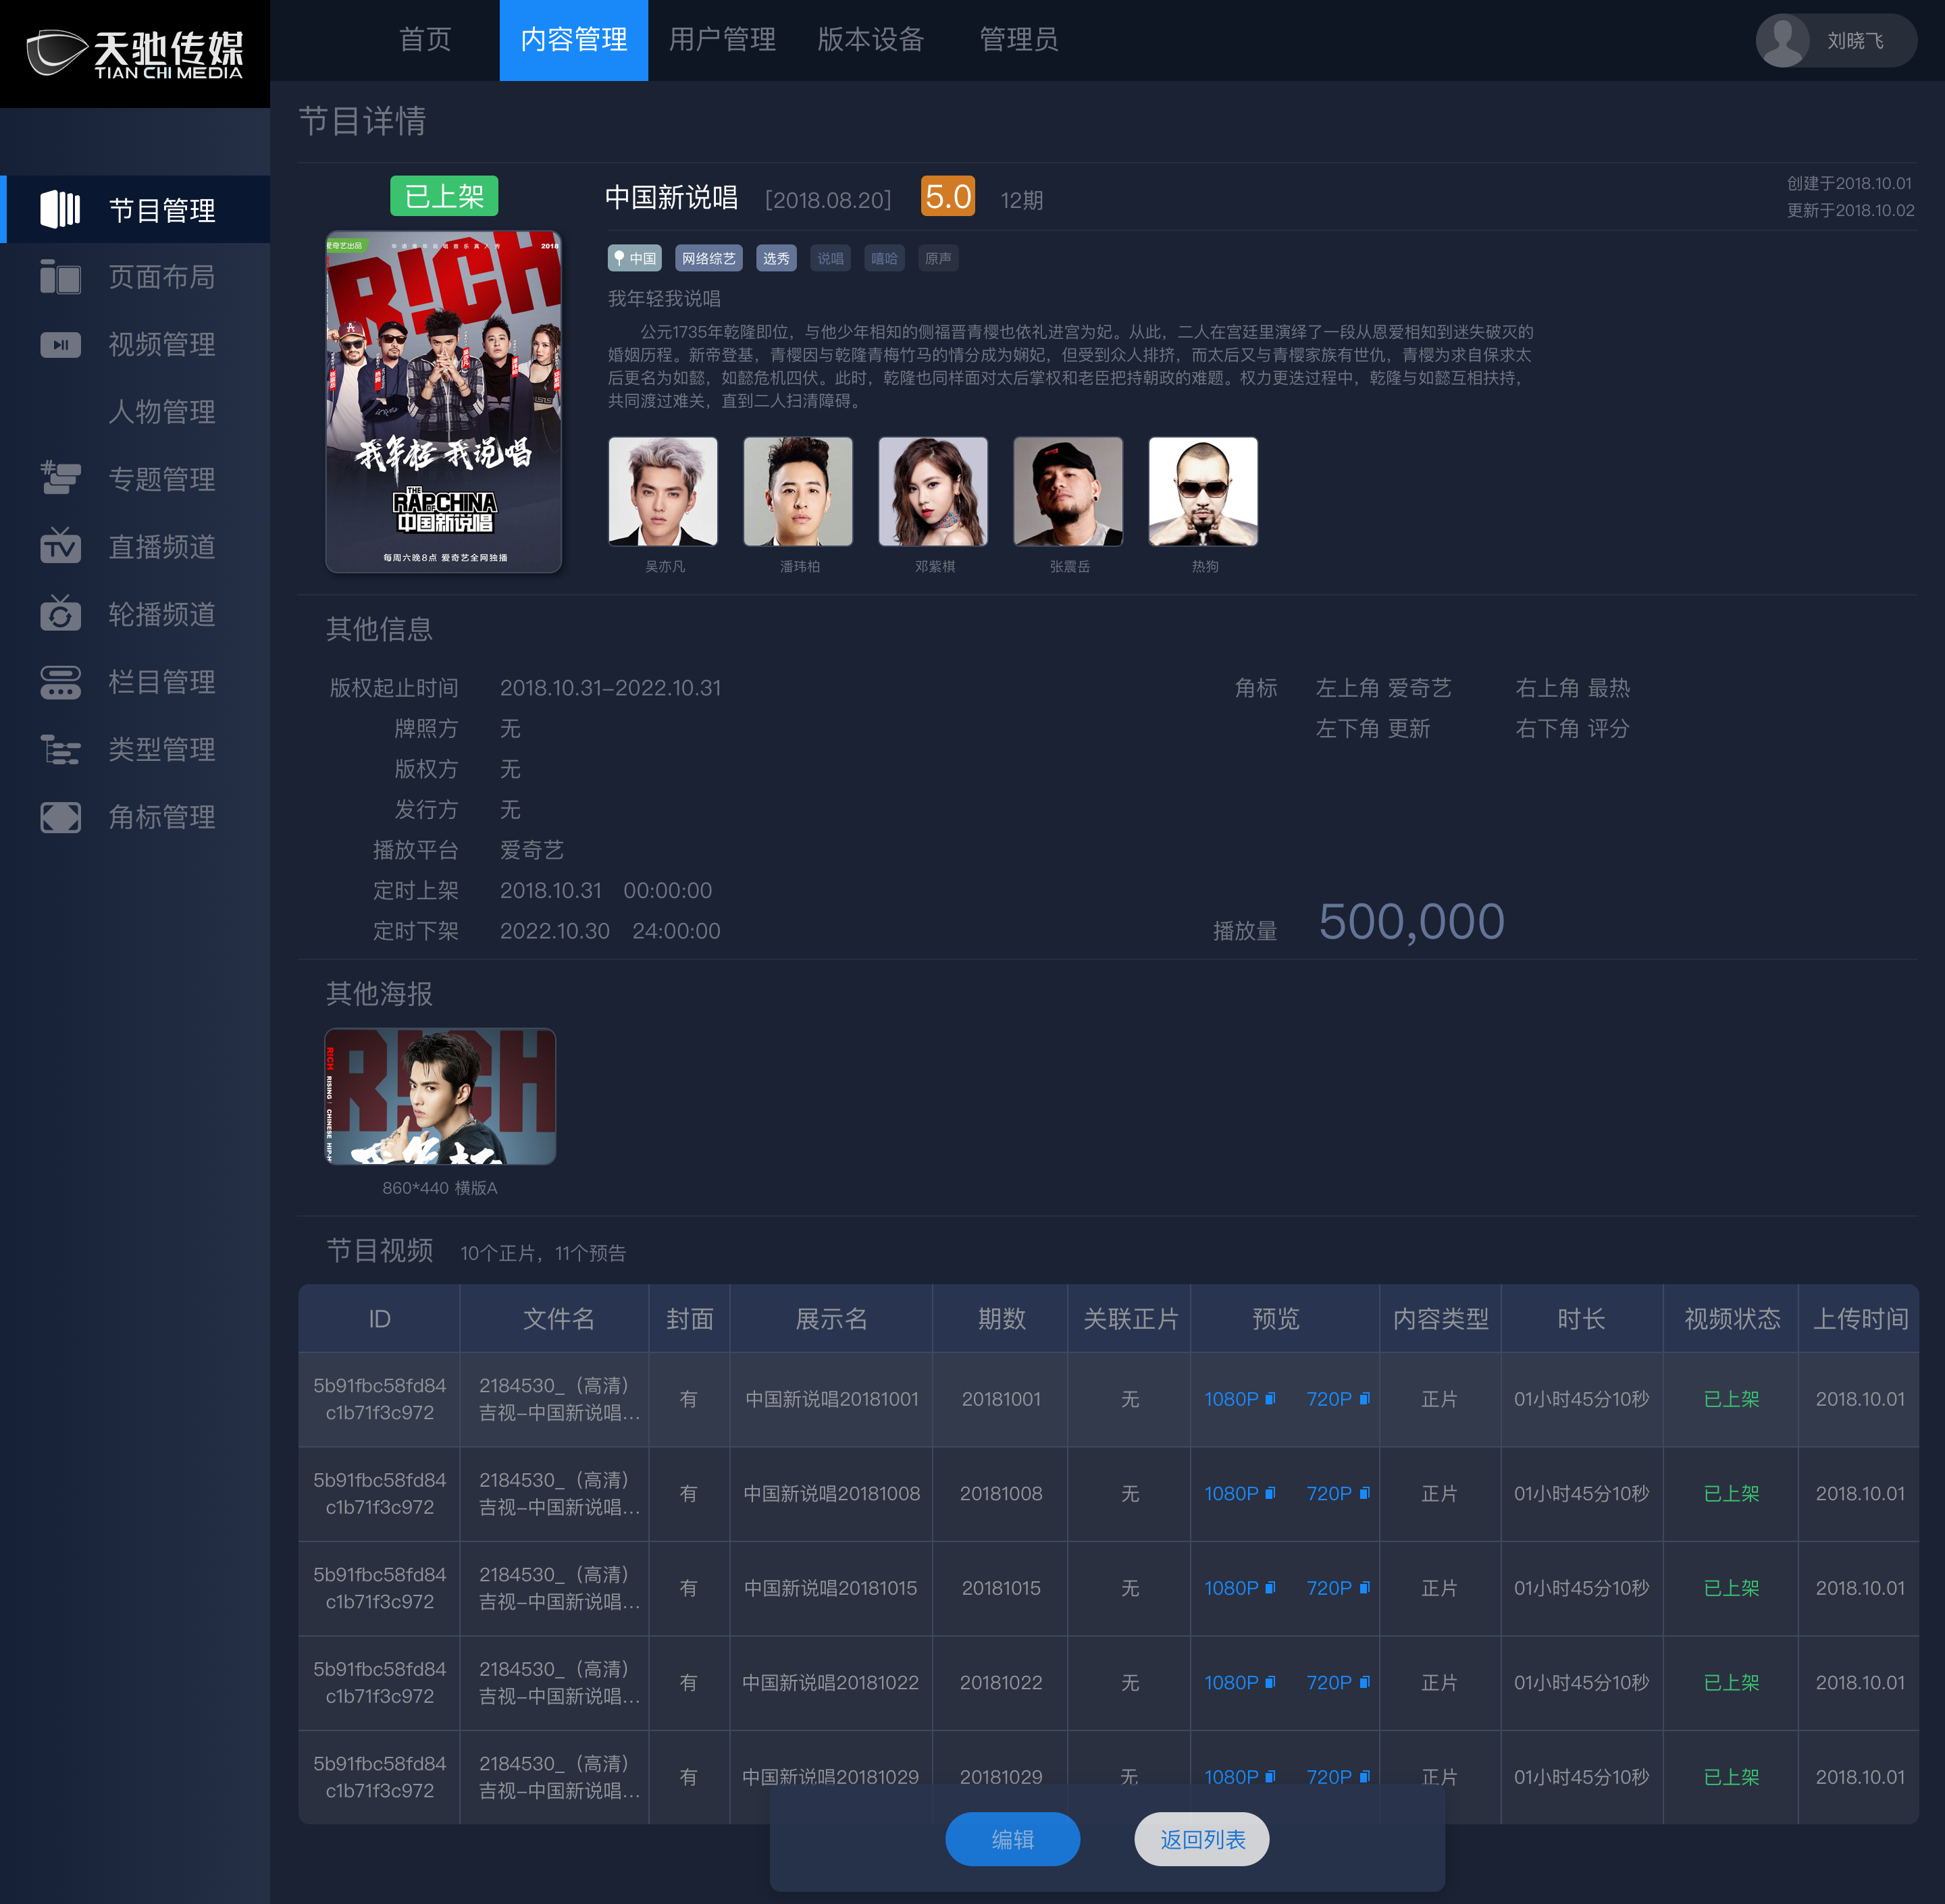 天驰传媒
TIAN CHI MEDIA
首页
内容管理
用户管理
版本设备
管理员
刘晓飞
节目管理
页面布局
视频管理
人物管理
专题管理
直播频道
轮播频道
栏目管理
类型管理
角标管理
节目详情
已上架
中国新说唱 [2018.08.20] 5.0 12期
创建于2018.10.01
更新于2018.10.02
爱奇艺出品
2018
R!CH
我年轻 我说唱
THE
RAP OF CHINA
中国新说唱
每周六晚8点 爱奇艺全网独播
中国 网络综艺 选秀 说唱 嘻哈 原声
我年轻我说唱
公元1735年乾隆即位，与他少年相知的侧福晋青樱也依礼进宫为妃。从此，二人在宫廷里演绎了一段从恩爱相知到迷失破灭的
婚姻历程。新帝登基，青樱因与乾隆青梅竹马的情分成为娴妃，但受到众人排挤，而太后又与青樱家族有世仇，青樱为求自保求太
后更名为如懿，如懿危机四伏。此时，乾隆也同样面对太后掌权和老臣把持朝政的难题。权力更迭过程中，乾隆与如懿互相扶持，
共同渡过难关，直到二人扫清障碍。
吴亦凡 潘玮柏 邓紫棋 张震岳 热狗
其他信息
版权起止时间 2018.10.31–2022.10.31
牌照方 无
版权方 无
发行方 无
播放平台 爱奇艺
定时上架 2018.10.31 00:00:00
定时下架 2022.10.30 24:00:00
角标 左上角 爱奇艺 右上角 最热
左下角 更新 右下角 评分
播放量 500,000
其他海报
R!CH
R!CH RISING! CHINESE HIP-H
860*440 横版A
节目视频 10个正片，11个预告
ID 文件名 封面 展示名 期数 关联正片 预览 内容类型 时长 视频状态 上传时间
5b91fbc58fd84
c1b71f3c972
2184530_（高清）
吉视–中国新说唱...
有 中国新说唱20181001 20181001 无 1080P 720P 正片 01小时45分10秒 已上架 2018.10.01
5b91fbc58fd84
c1b71f3c972
2184530_（高清）
吉视–中国新说唱...
有 中国新说唱20181008 20181008 无 1080P 720P 正片 01小时45分10秒 已上架 2018.10.01
5b91fbc58fd84
c1b71f3c972
2184530_（高清）
吉视–中国新说唱...
有 中国新说唱20181015 20181015 无 1080P 720P 正片 01小时45分10秒 已上架 2018.10.01
5b91fbc58fd84
c1b71f3c972
2184530_（高清）
吉视–中国新说唱...
有 中国新说唱20181022 20181022 无 1080P 720P 正片 01小时45分10秒 已上架 2018.10.01
5b91fbc58fd84
c1b71f3c972
2184530_（高清）
吉视–中国新说唱...
有 中国新说唱20181029 20181029 无 1080P 720P 正片 01小时45分10秒 已上架 2018.10.01
编辑 返回列表